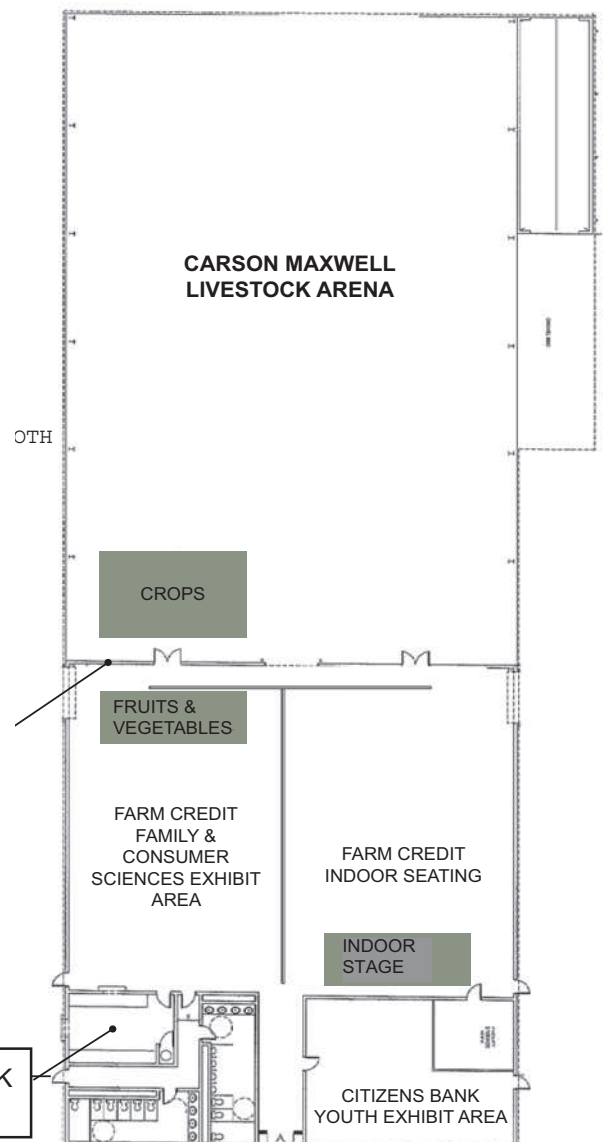 CARSON MAXWELL
LIVESTOCK ARENA
OTH
CROPS
FRUITS &
VEGETABLES
FARM CREDIT
FAMILY &
CONSUMER
SCIENCES EXHIBIT
AREA
FARM CREDIT
INDOOR SEATING
INDOOR
STAGE
K
CITIZENS BANK
YOUTH EXHIBIT AREA